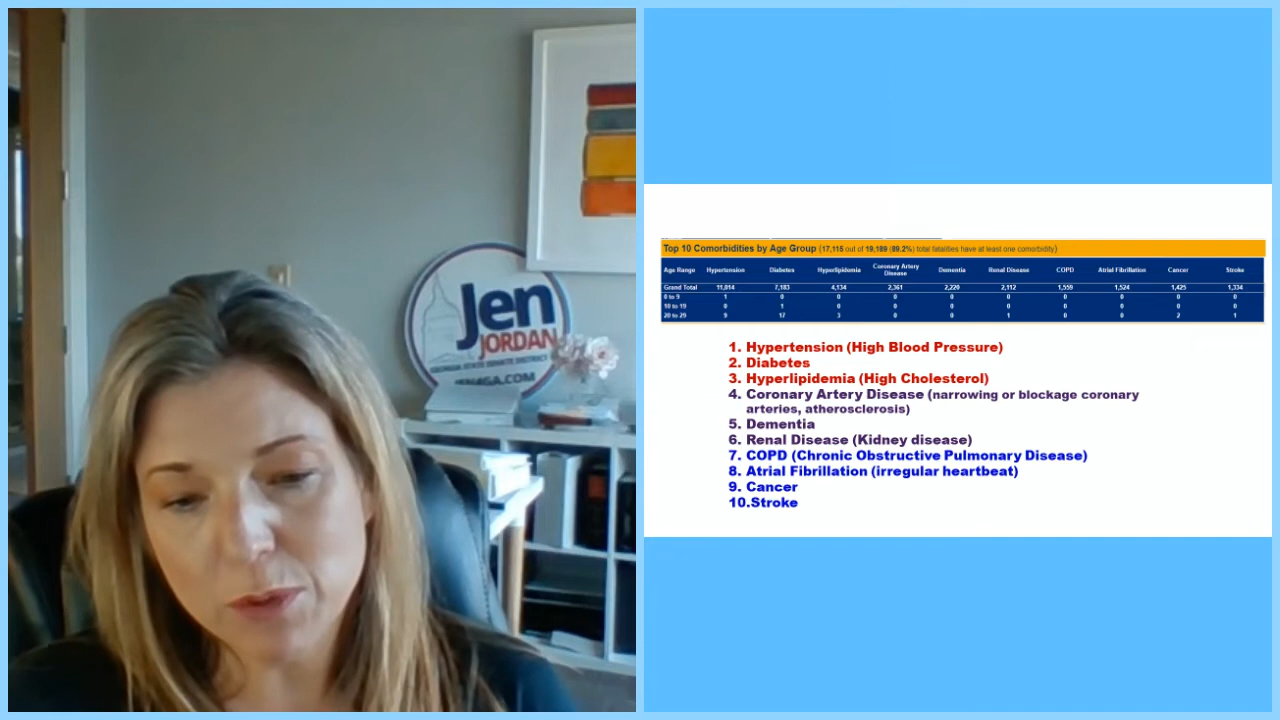 Jen
JORDAN
GEORGIA STATE SENATE DISTRICT
JENAGA.COM
Top 10 Comorbidities by Age Group (17,115 out of 19,189 (89.2%) total fatalities have at least one comorbidity)
Age Range Hypertension Diabetes Hyperlipidemia Coronary Artery Disease Dementia Renal Disease COPD Atrial Fibrillation Cancer Stroke
Grand Total 11,014 7,183 4,134 2,361 2,220 2,112 1,559 1,524 1,425 1,334
0 to 9 1 0 0 0 0 0 0 0 0 0
10 to 19 0 1 0 0 0 0 0 0 0 0
20 to 29 9 17 3 0 0 1 0 0 2 1
1. Hypertension (High Blood Pressure)
2. Diabetes
3. Hyperlipidemia (High Cholesterol)
4. Coronary Artery Disease (narrowing or blockage coronary
arteries, atherosclerosis)
5. Dementia
6. Renal Disease (Kidney disease)
7. COPD (Chronic Obstructive Pulmonary Disease)
8. Atrial Fibrillation (irregular heartbeat)
9. Cancer
10.Stroke